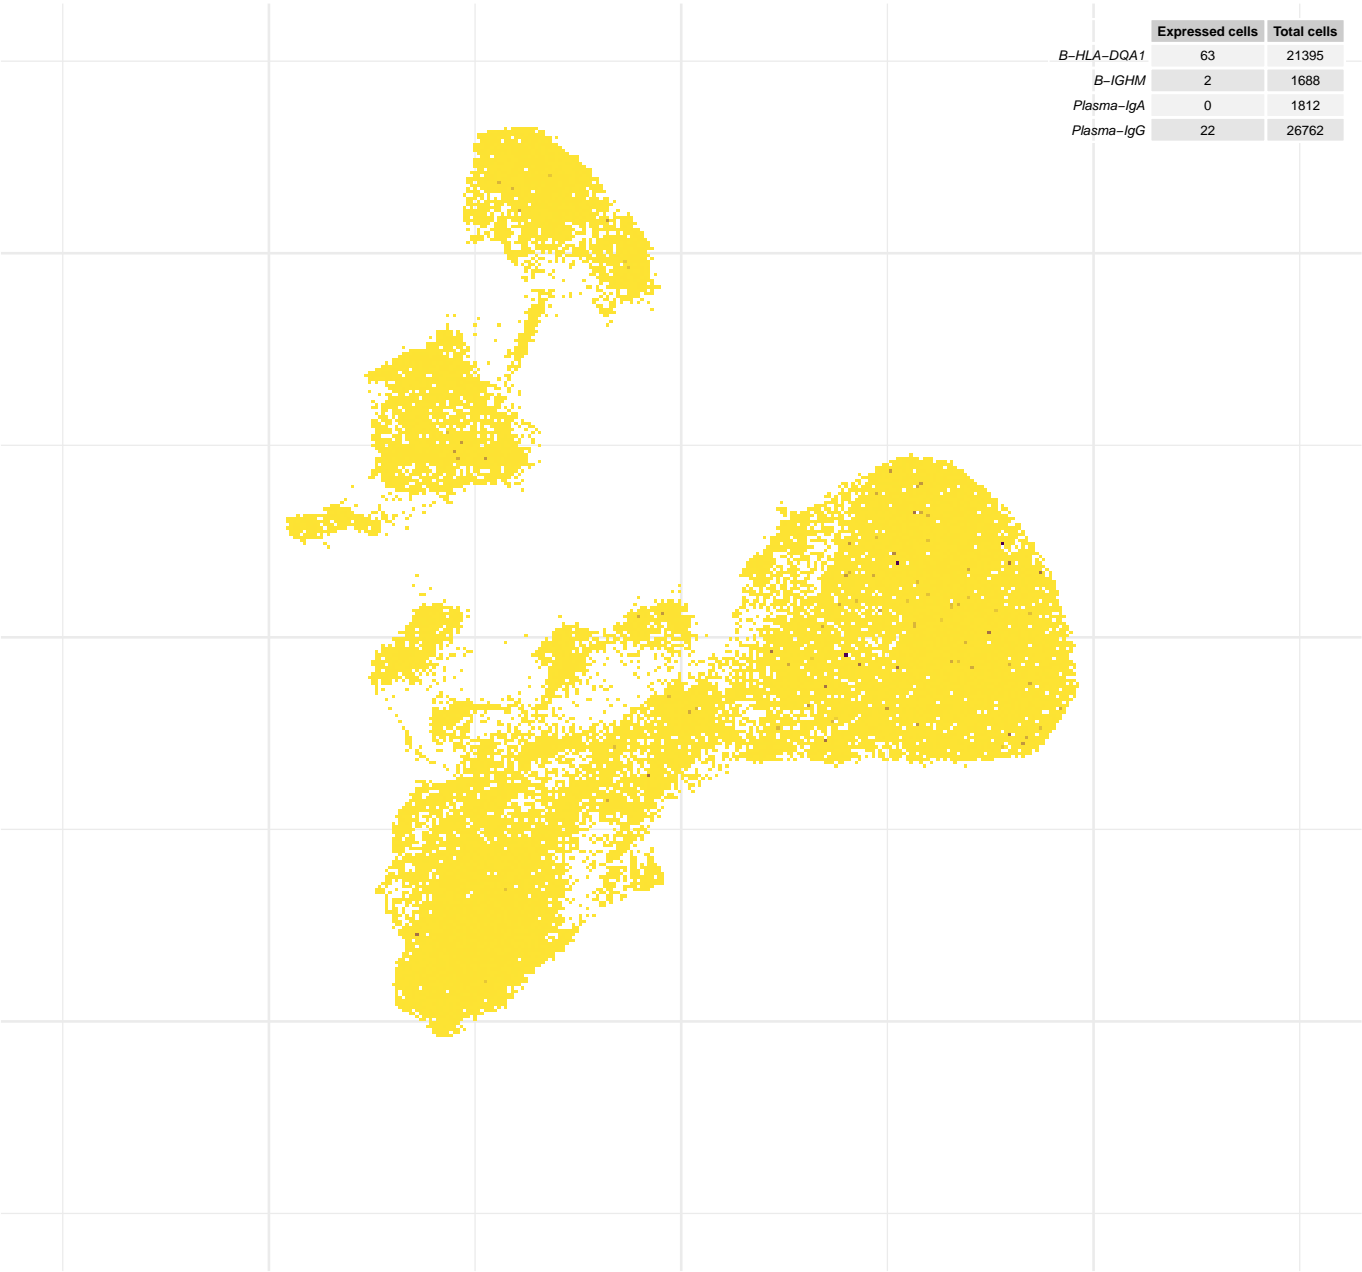 Expressed cells Total cells
B-HLA-DQA1 63 21395
B-IGHM 2 1688
Plasma-IgA 0 1812
Plasma-IgG 22 26762